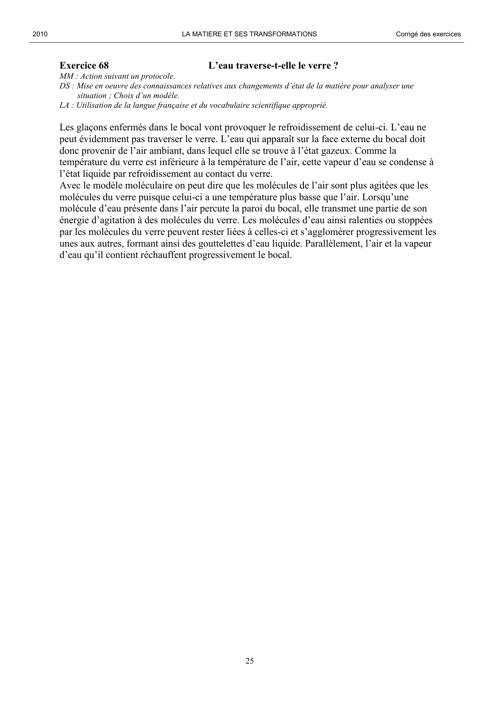 2010 LA MATIERE ET SES TRANSFORMATIONS Corrigé des exercices
Exercice 68 L'eau traverse-t-elle le verre ?
MM : Action suivant un protocole.
DS : Mise en oeuvre des connaissances relatives aux changements d'état de la matière pour analyser une
situation ; Choix d'un modèle.
LA : Utilisation de la langue française et du vocabulaire scientifique approprié.
Les glaçons enfermés dans le bocal vont provoquer le refroidissement de celui-ci. L'eau ne
peut évidemment pas traverser le verre. L'eau qui apparaît sur la face externe du bocal doit
donc provenir de l'air ambiant, dans lequel elle se trouve à l'état gazeux. Comme la
température du verre est inférieure à la température de l'air, cette vapeur d'eau se condense à
l'état liquide par refroidissement au contact du verre.
Avec le modèle moléculaire on peut dire que les molécules de l'air sont plus agitées que les
molécules du verre puisque celui-ci a une température plus basse que l'air. Lorsqu'une
molécule d'eau présente dans l'air percute la paroi du bocal, elle transmet une partie de son
énergie d'agitation à des molécules du verre. Les molécules d'eau ainsi ralenties ou stoppées
par les molécules du verre peuvent rester liées à celles-ci et s'agglomérer progressivement les
unes aux autres, formant ainsi des gouttelettes d'eau liquide. Parallèlement, l'air et la vapeur
d'eau qu'il contient réchauffent progressivement le bocal.
25